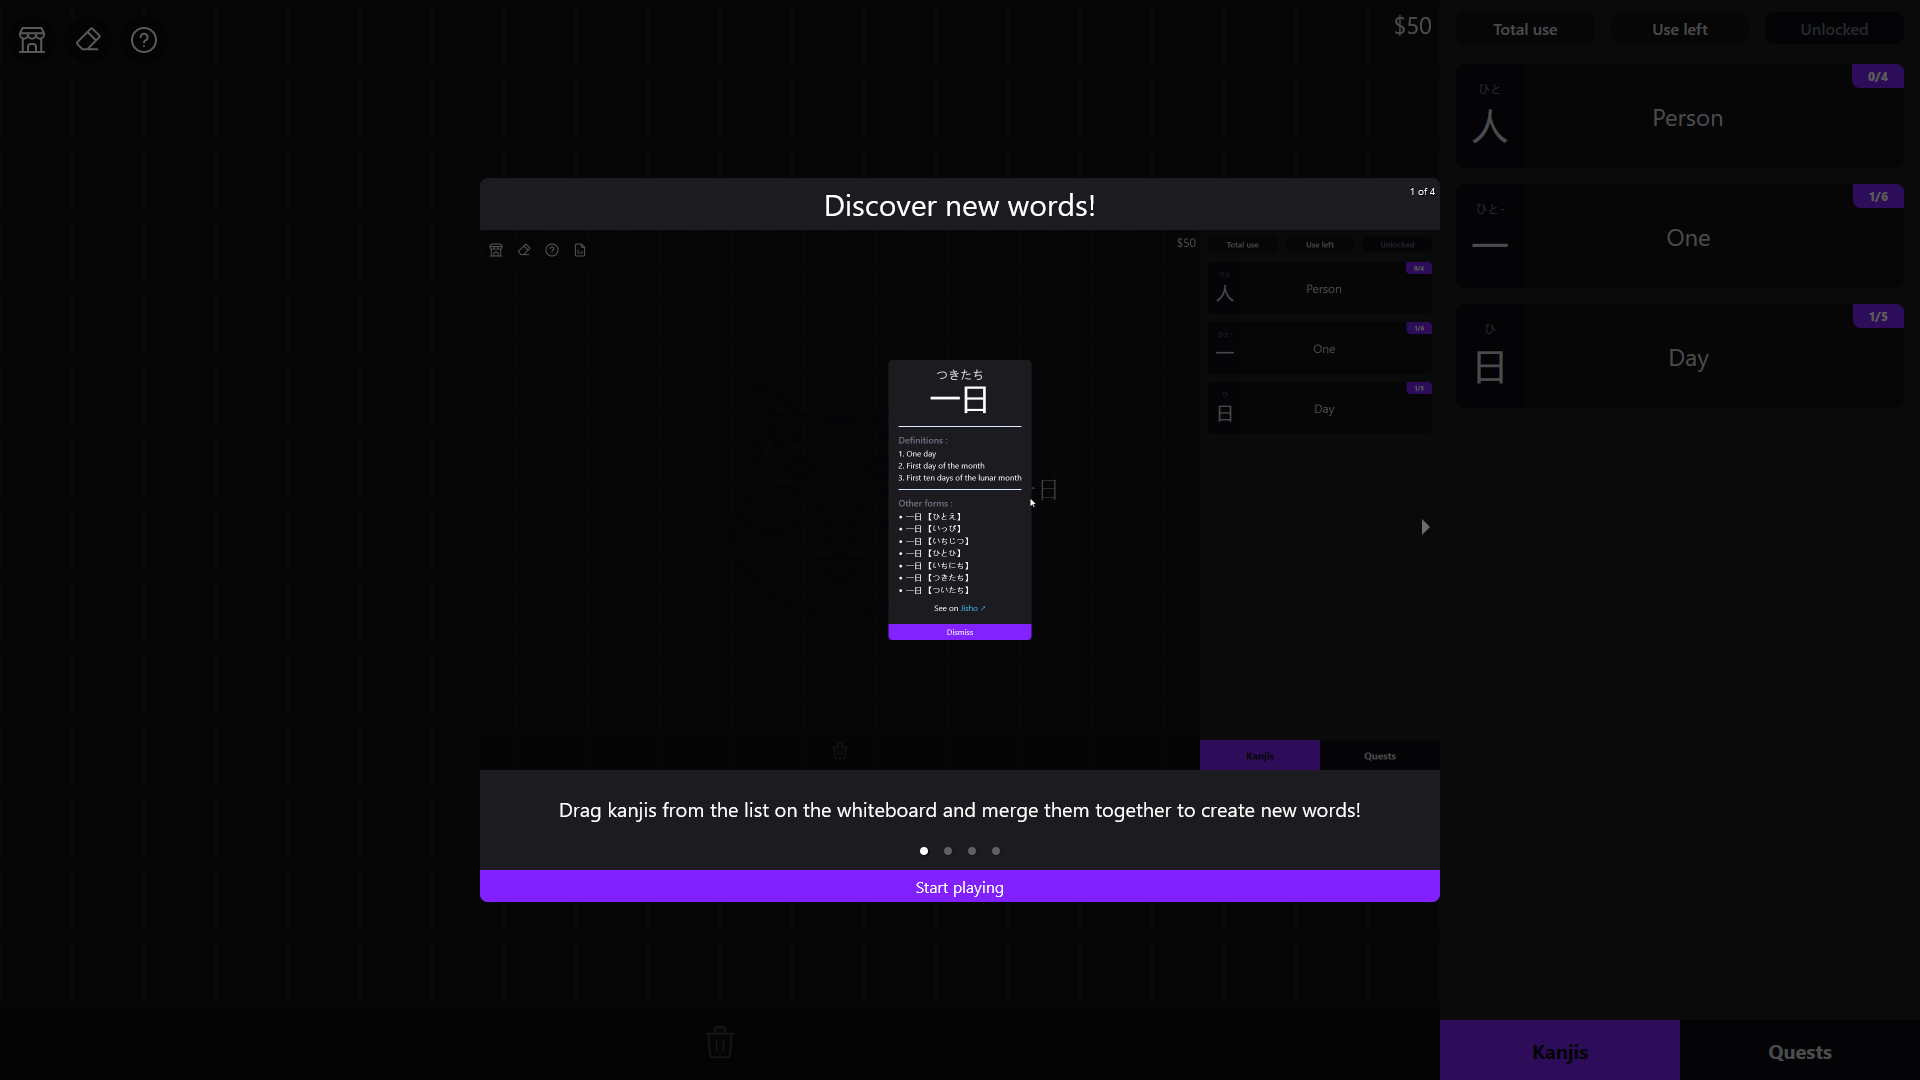 $50
Total use
Use left
Unlocked
ひと
人
Person
0/4
ひと-
一
One
1/6
ひ
日
Day
1/5
Discover new words!
1 of 4
$50
Total use
Use left
Unlocked
人
Person
0/4
一
One
1/6
日
Day
1/5
つきたち
一日
Definitions :
1. One day
2. First day of the month
3. First ten days of the lunar month
Other forms :
• 一日 【ひとえ】
• 一日 【いっぴ】
• 一日 【いちじつ】
• 一日 【ひとひ】
• 一日 【いちにち】
• 一日 【つきたち】
• 一日 【ついたち】
See on Jisho ↗
Dismiss
日
Kanjis
Quests
Drag kanjis from the list on the whiteboard and merge them together to create new words!
Start playing
Kanjis
Quests